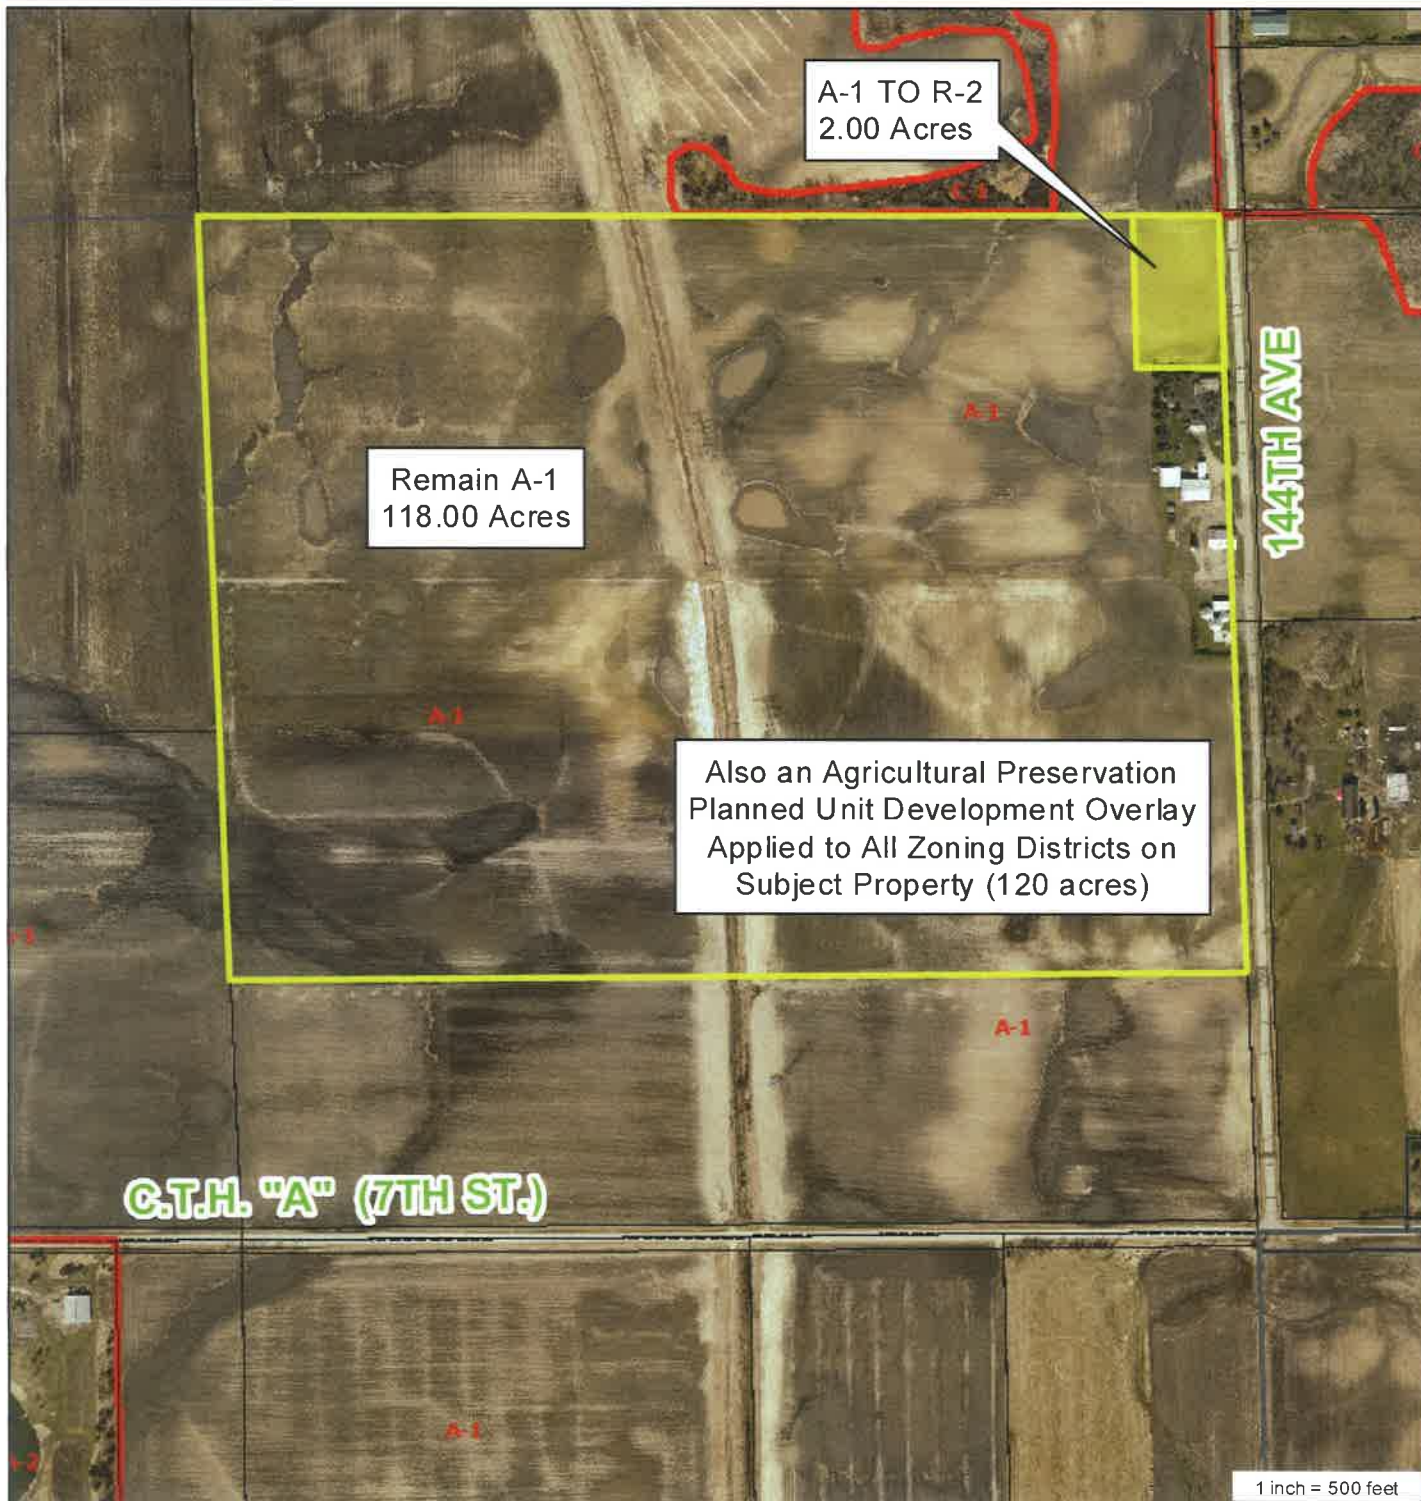 A-1 TO R-2
2.00 Acres
C-1
A-1
144TH AVE
Remain A-1
118.00 Acres
A-1
Also an Agricultural Preservation
Planned Unit Development Overlay
Applied to All Zoning Districts on
Subject Property (120 acres)
A-1
C.T.H. "A" (7TH ST.)
A-1
1 inch = 500 feet